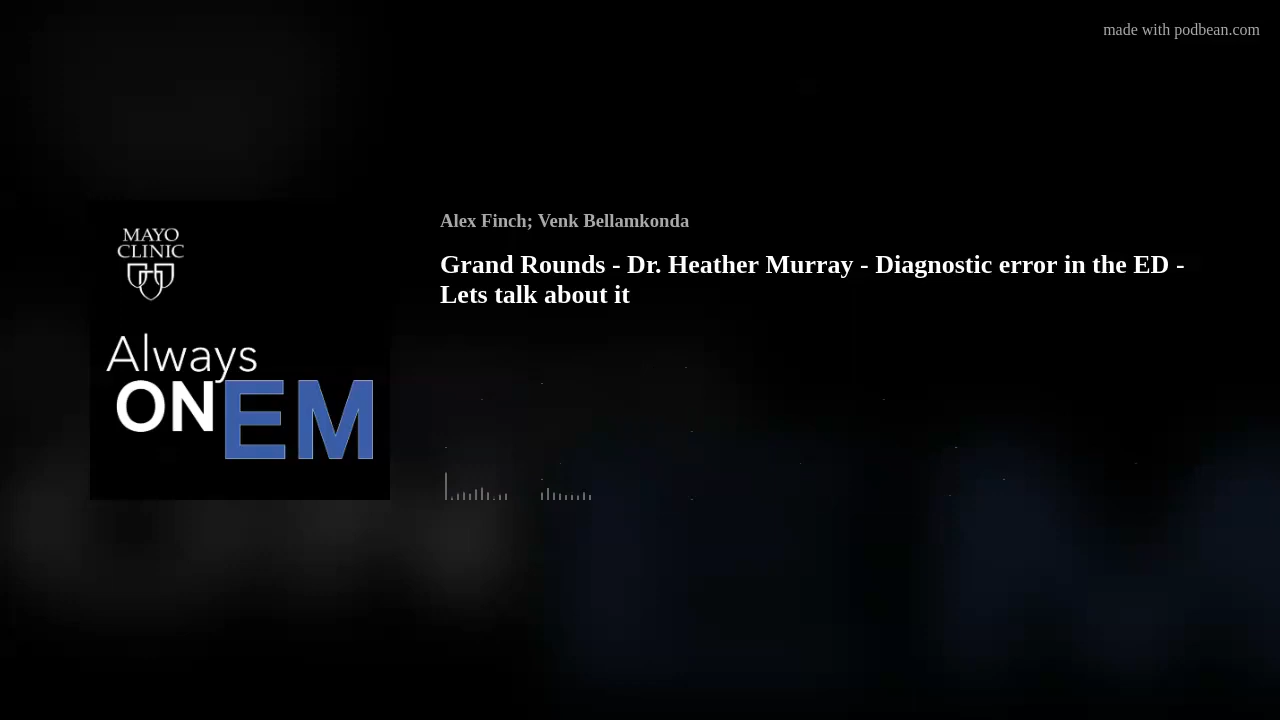 made with podbean.com
MAYO
CLINIC
Always
ONEM
Alex Finch; Venk Bellamkonda
Grand Rounds - Dr. Heather Murray - Diagnostic error in the ED -
Lets talk about it